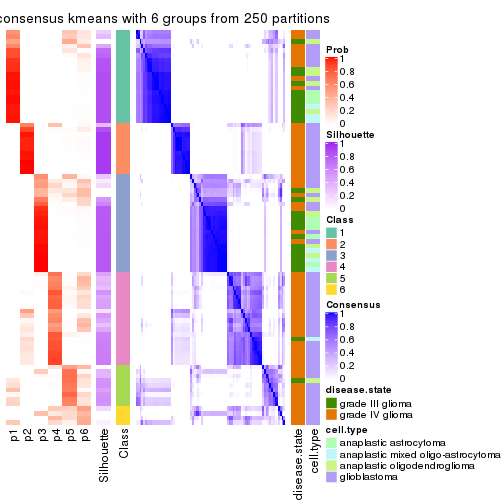 consensus kmeans with 6 groups from 250 partitions
Prob
1
0.8
0.6
0.4
0.2
0
Silhouette
1
0.8
0.6
0.4
0.2
0
Class
1
2
3
4
5
6
Consensus
1
0.8
0.6
0.4
0.2
0
disease.state
grade III glioma
grade IV glioma
cell.type
anaplastic astrocytoma
anaplastic mixed oligo-astrocytoma
anaplastic oligodendroglioma
glioblastoma
p1
p2
p3
p4
p5
p6
Silhouette
Class
disease.state
cell.type